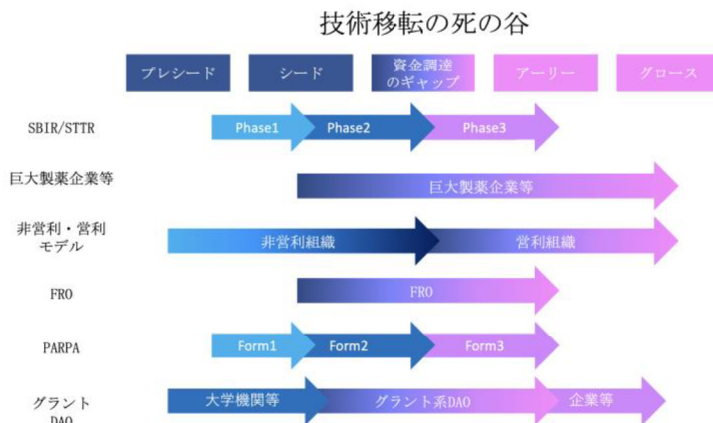 技術移転の死の谷
プレシード
シード
資金調達
のギャップ
アーリー
グロース
SBIR/STTR
Phase1
Phase2
Phase3
巨大製薬企業等
巨大製薬企業等
非営利・営利
モデル
非営利組織
営利組織
FRO
FRO
PARPA
Form1
Form2
Form3
グラント
DAO
大学機関等
グラント系DAO
企業等